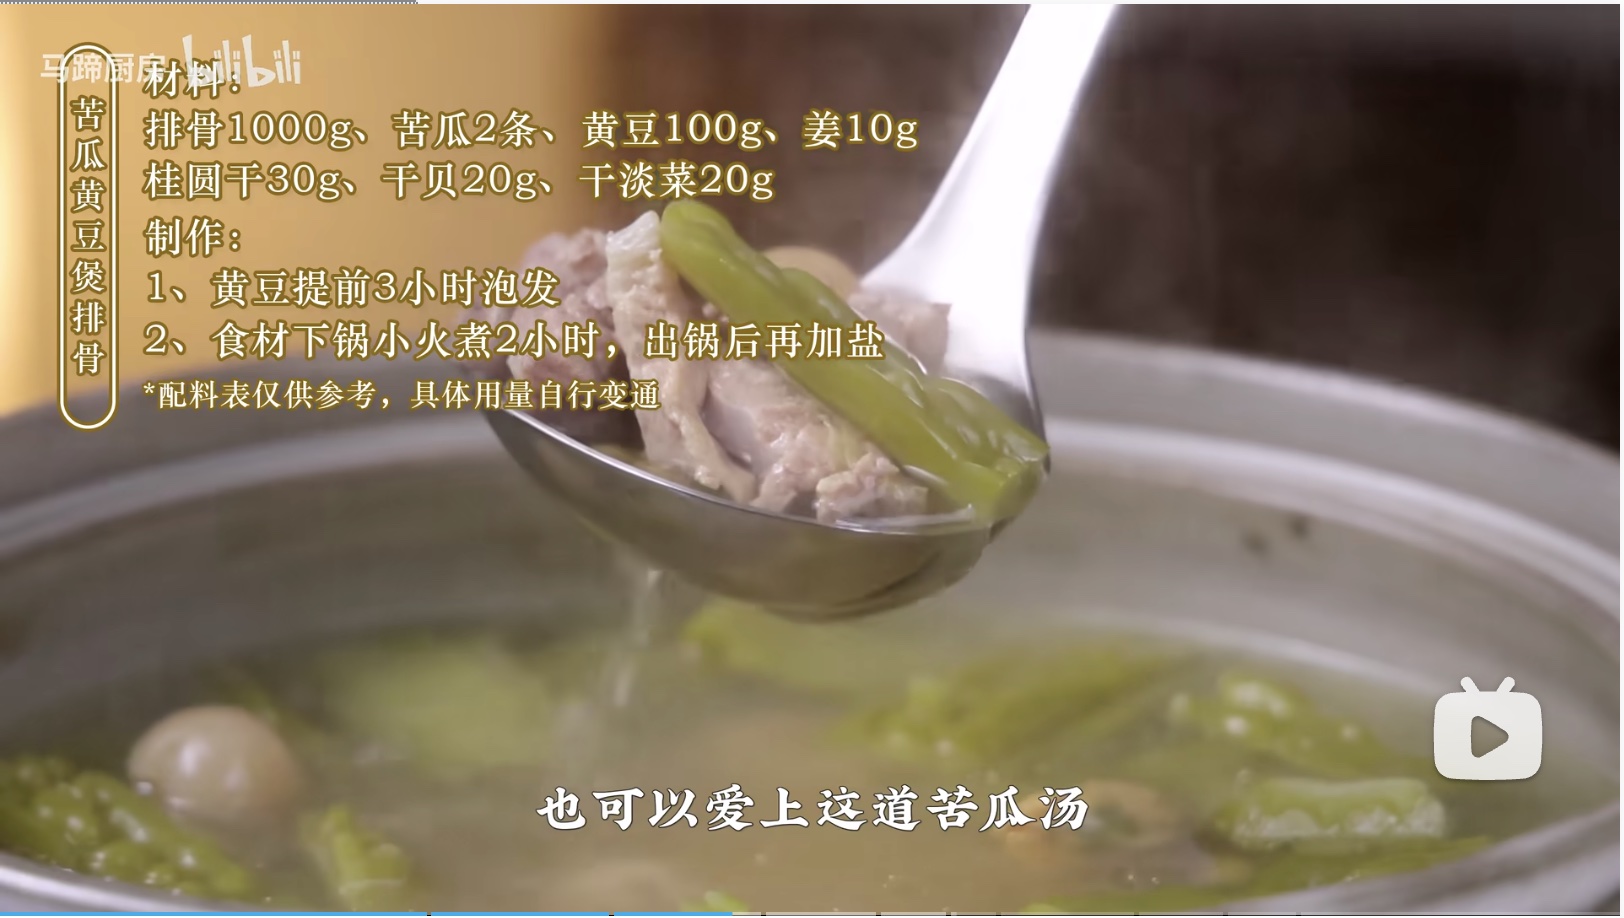 马蹄厨房 bilibili
苦瓜黄豆煲排骨
材料：
排骨1000g、苦瓜2条、黄豆100g、姜10g
桂圆干30g、干贝20g、干淡菜20g
制作：
1、黄豆提前3小时泡发
2、食材下锅小火煮2小时，出锅后再加盐
*配料表仅供参考，具体用量自行变通
也可以爱上这道苦瓜汤